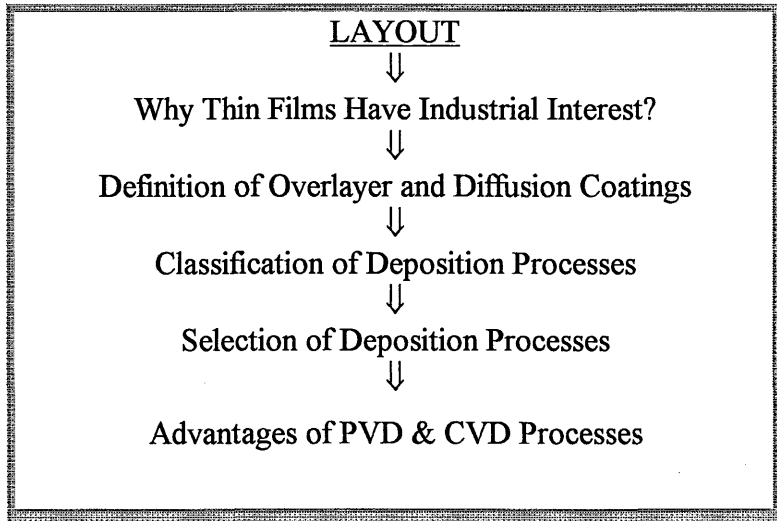 LAYOUT
⇓
Why Thin Films Have Industrial Interest?
⇓
Definition of Overlayer and Diffusion Coatings
⇓
Classification of Deposition Processes
⇓
Selection of Deposition Processes
⇓
Advantages of PVD & CVD Processes